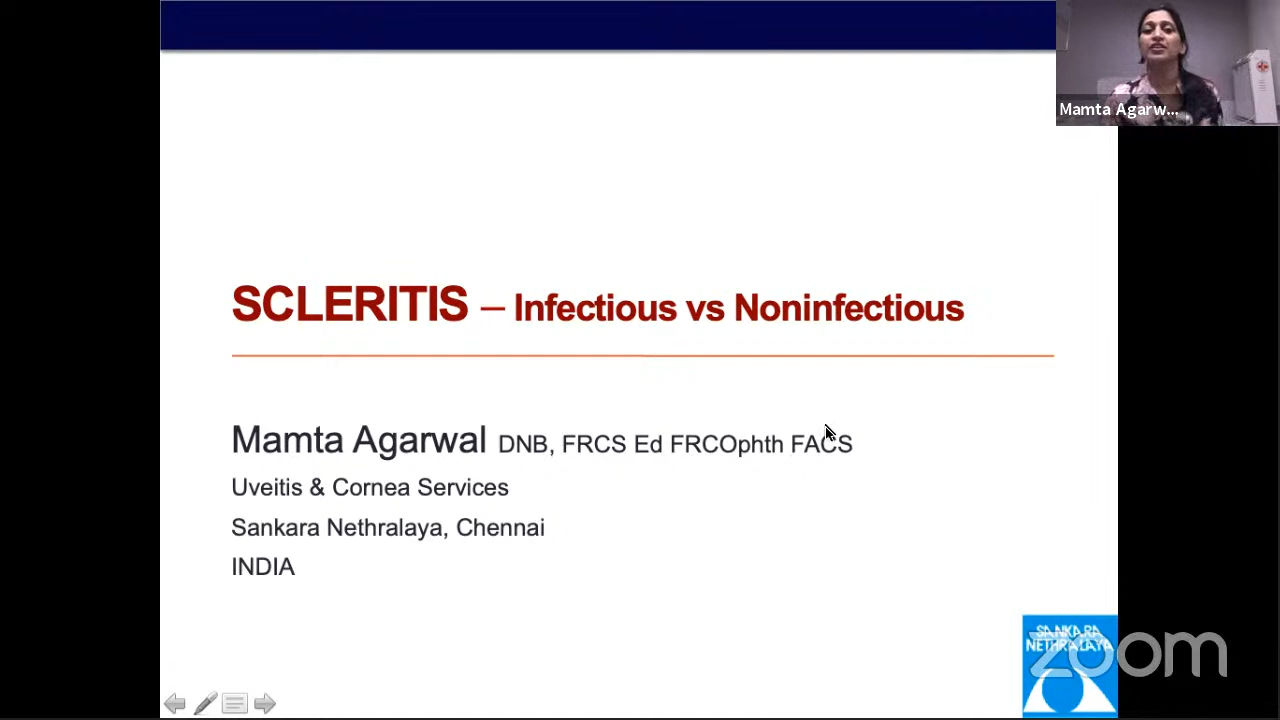 Mamta Agarw...
SCLERITIS – Infectious vs Noninfectious
Mamta Agarwal DNB, FRCS Ed FRCOphth FACS
Uveitis & Cornea Services
Sankara Nethralaya, Chennai
INDIA
SANKARA
NETHRALAYA
zoom